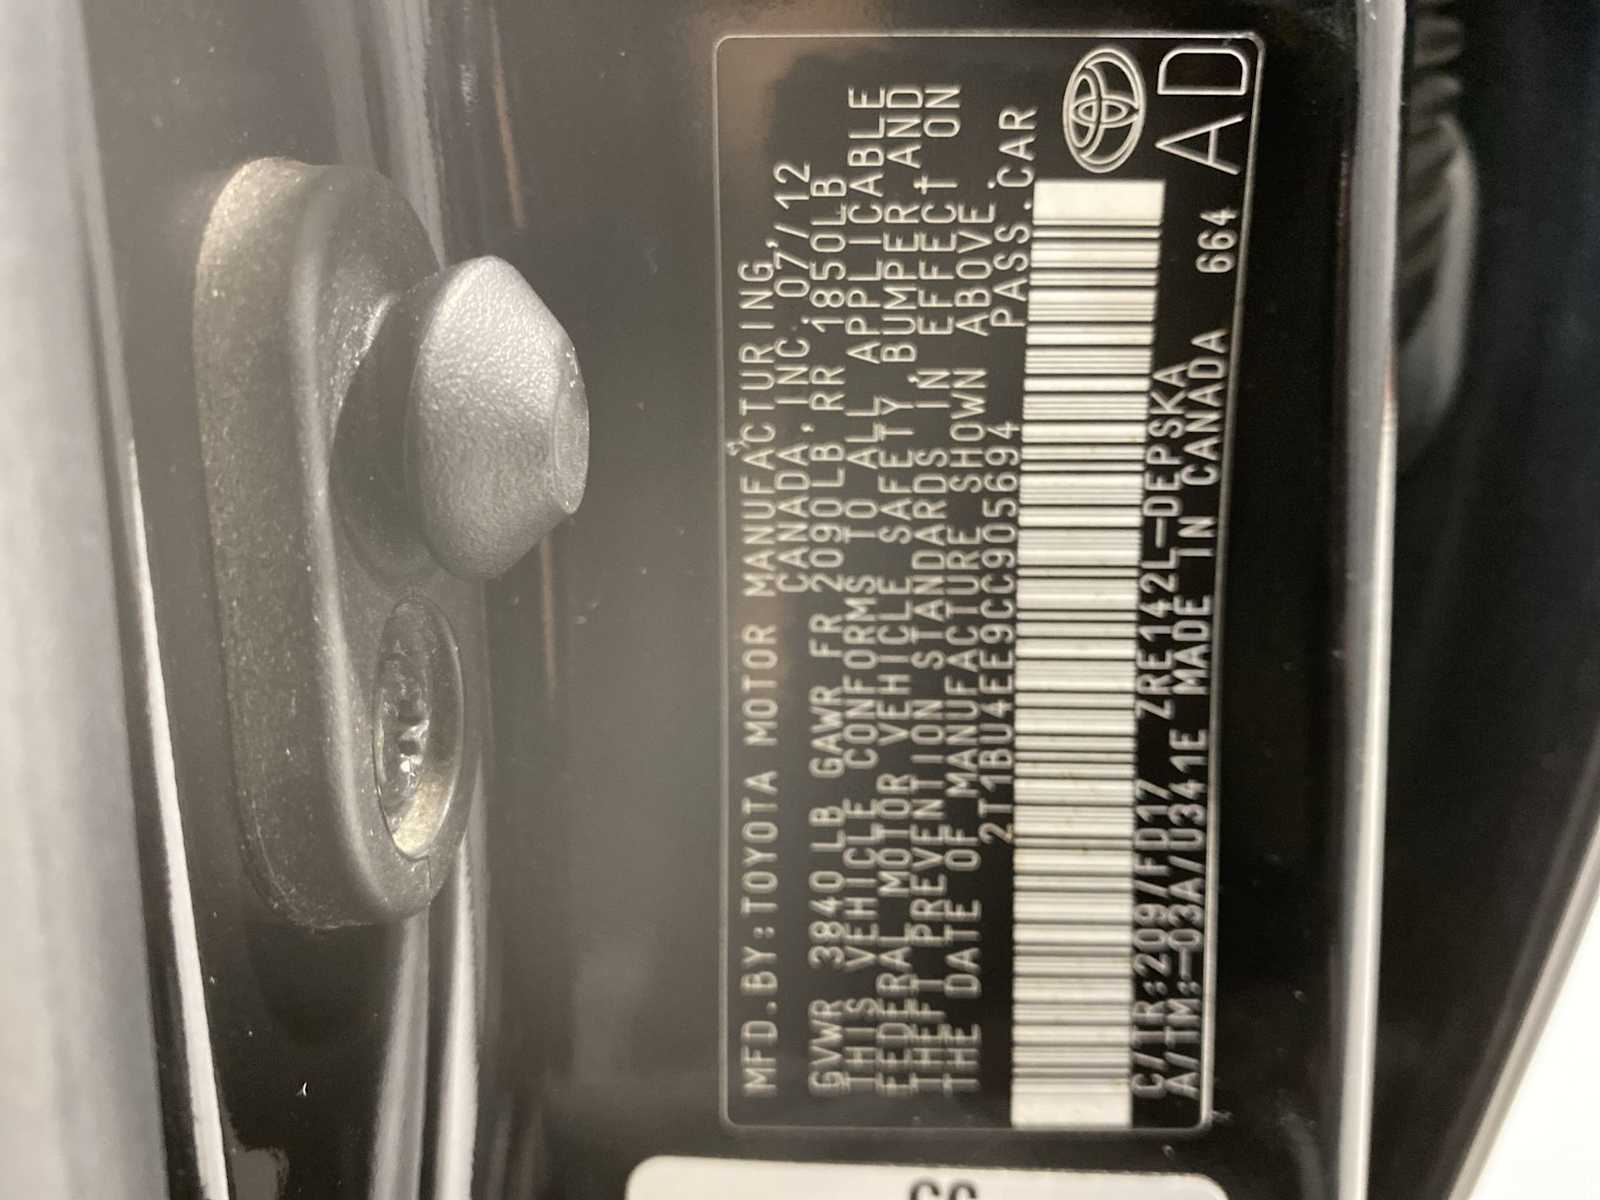 MFD.BY:TOYOTA MOTOR MANUFACTURING,
CANADA, INC. 07/12
GVWR 3840LB GAWR FR 2090LB, RR 1850LB
THIS VEHICLE CONFORMS TO ALL APPLICABLE
FEDERAL MOTOR VEHICLE SAFETY, BUMPER, AND
THEFT PREVENTION STANDARDS IN EFFECT ON
THE DATE OF MANUFACTURE SHOWN ABOVE.
2T1BU4EE9CC905694 PASS.CAR
C/TR:209/FD17 ZRE142L-DEPSKA
A/TM:-03A/U341E MADE IN CANADA 664 AD